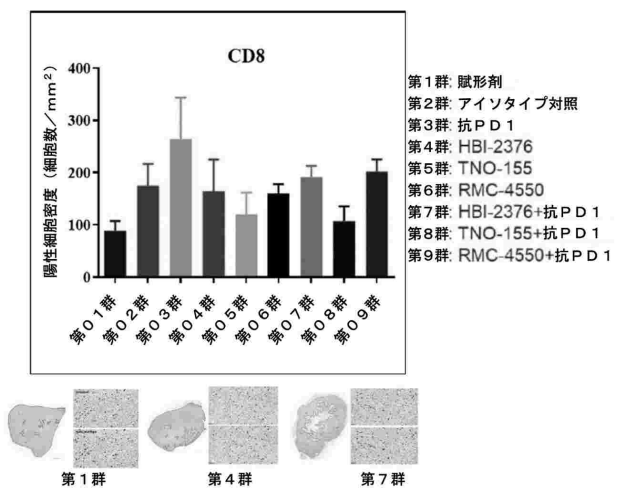 CD8
陽性細胞密度（細胞数／mm²）
400
300
200
100
0
第01群
第02群
第03群
第04群
第05群
第06群
第07群
第08群
第09群
第1群: 賦形剤
第2群: アイソタイプ対照
第3群: 抗PD1
第4群: HBI-2376
第5群: TNO-155
第6群: RMC-4550
第7群: HBI-2376+抗PD1
第8群: TNO-155+抗PD1
第9群: RMC-4550+抗PD1
第1群
第4群
第7群